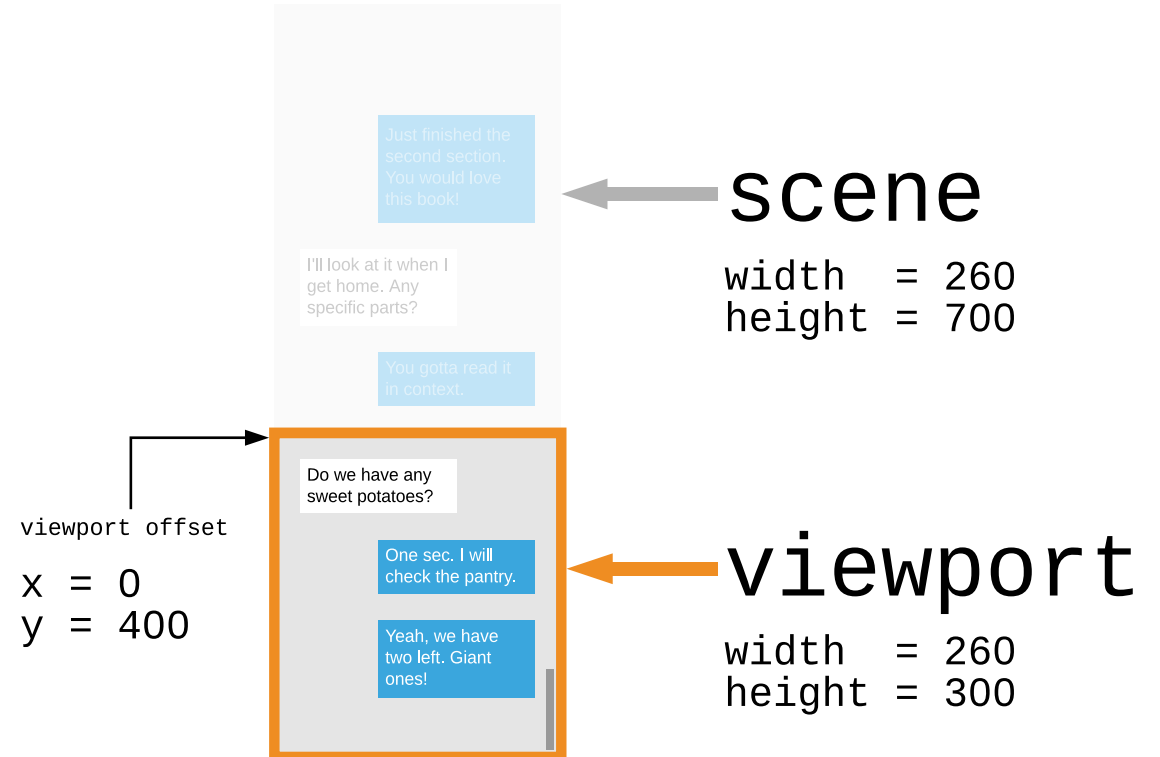 Just finished the
second section.
You would love
this book!
I'll look at it when I
get home. Any
specific parts?
You gotta read it
in context.
Do we have any
sweet potatoes?
One sec. I will
check the pantry.
Yeah, we have
two left. Giant
ones!
viewport offset
x = 0
y = 400
scene
width = 260
height = 700
viewport
width = 260
height = 300